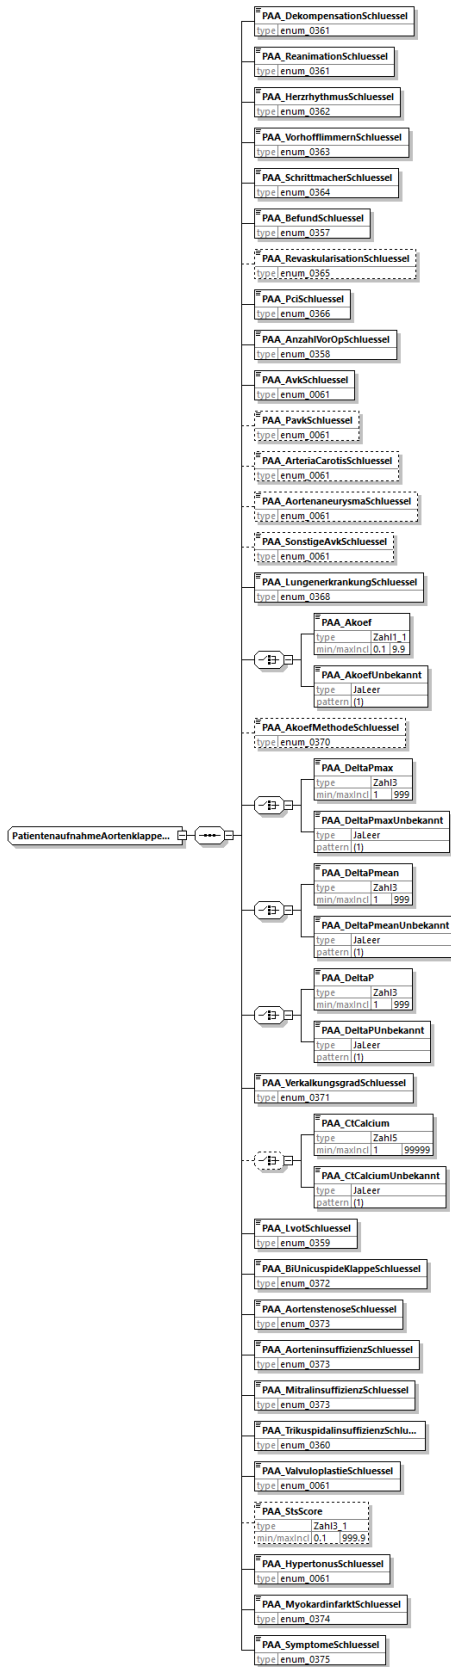 PAA_DekompensationSchluessel
type enum_0361
PAA_ReanimationSchluessel
type enum_0361
PAA_HerzrhythmusSchluessel
type enum_0362
PAA_VorhofflimmernSchluessel
type enum_0363
PAA_SchrittmacherSchluessel
type enum_0364
PAA_BefundSchluessel
type enum_0357
PAA_RevaskularisationSchluessel
type enum_0365
PAA_PciSchluessel
type enum_0366
PAA_AnzahlVorOpSchluessel
type enum_0358
PAA_AvkSchluessel
type enum_0061
PAA_PavkSchluessel
type enum_0061
PAA_ArteriaCarotisSchluessel
type enum_0061
PAA_AortenaneurysmaSchluessel
type enum_0061
PAA_SonstigeAvkSchluessel
type enum_0061
PAA_LungenerkrankungSchluessel
type enum_0368
PAA_Akoef
type Zahl1_1
min/maxIncl 0.1 9.9
PAA_AkoefUnbekannt
type JaLeer
pattern (1)
PAA_AkoefMethodeSchluessel
type enum_0370
PAA_DeltaPmax
type Zahl3
min/maxIncl 1 999
PAA_DeltaPmaxUnbekannt
type JaLeer
pattern (1)
PatientenaufnahmeAortenklappe...
PAA_DeltaPmean
type Zahl3
min/maxIncl 1 999
PAA_DeltaPmeanUnbekannt
type JaLeer
pattern (1)
PAA_DeltaP
type Zahl3
min/maxIncl 1 999
PAA_DeltaPUnbekannt
type JaLeer
pattern (1)
PAA_VerkalkungsgradSchluessel
type enum_0371
PAA_CtCalcium
type Zahl5
min/maxIncl 1 99999
PAA_CtCalciumUnbekannt
type JaLeer
pattern (1)
PAA_LvotSchluessel
type enum_0359
PAA_BiUnicuspideKlappeSchluessel
type enum_0372
PAA_AortenstenoseSchluessel
type enum_0373
PAA_AorteninsuffizienzSchluessel
type enum_0373
PAA_MitralinsuffizienzSchluessel
type enum_0373
PAA_TrikuspidalinsuffizienzSchlu...
type enum_0360
PAA_ValvuloplastieSchluessel
type enum_0061
PAA_StsScore
type Zahl3_1
min/maxIncl 0.1 999.9
PAA_HypertonusSchluessel
type enum_0061
PAA_MyokardinfarktSchluessel
type enum_0374
PAA_SymptomeSchluessel
type enum_0375